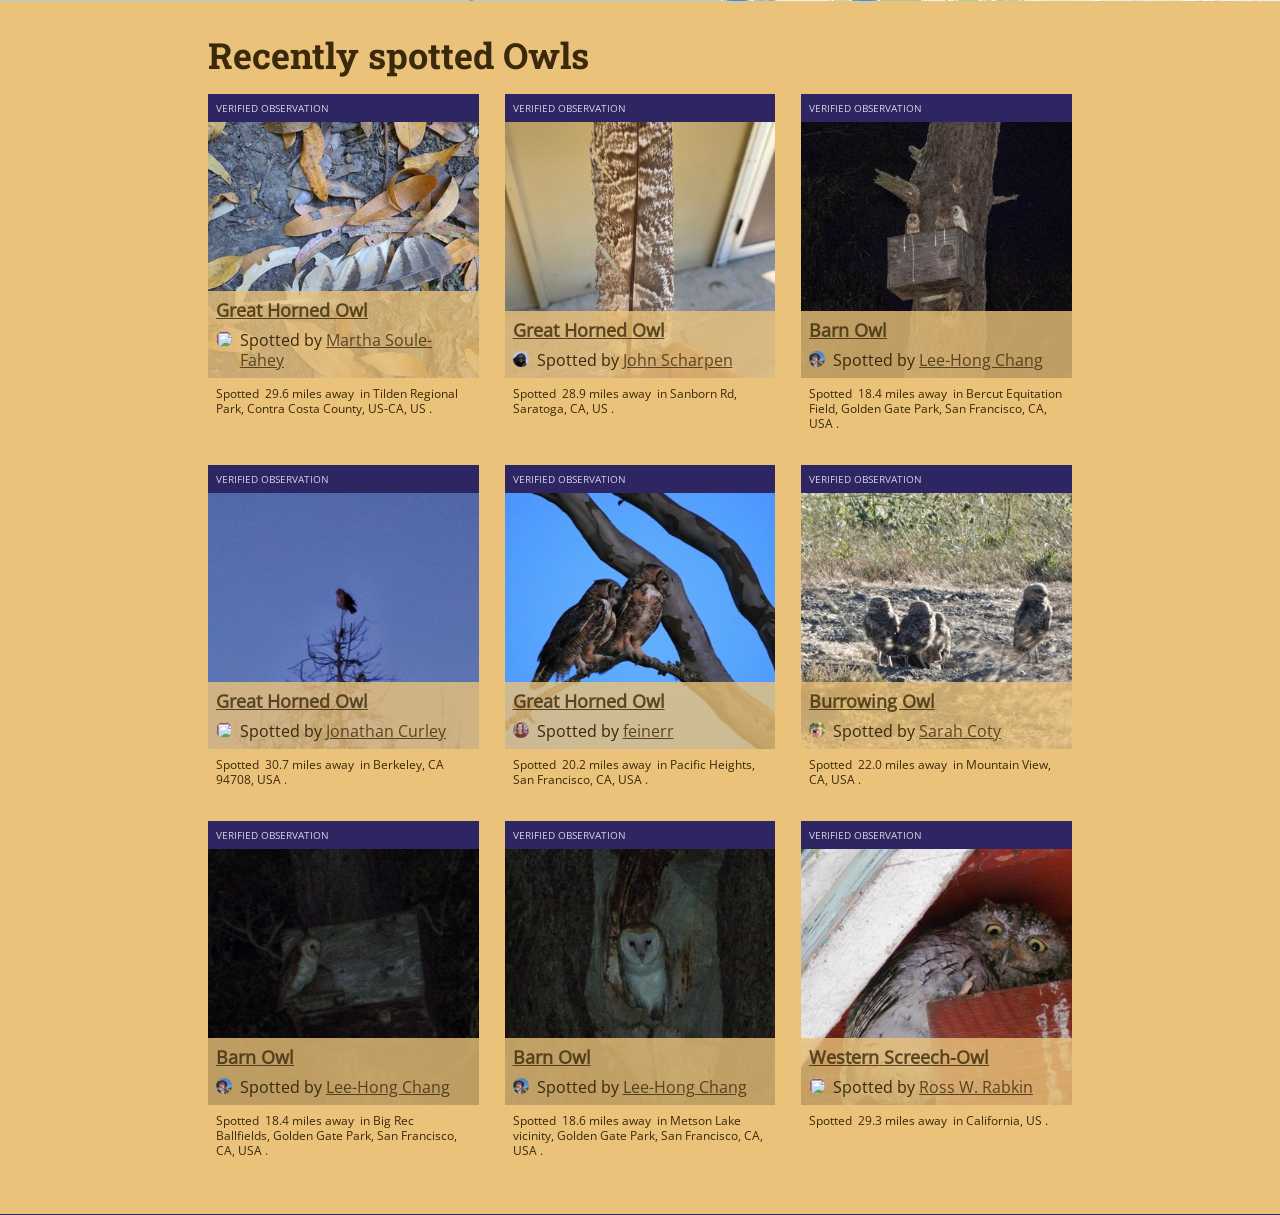 Recently spotted Owls
VERIFIED OBSERVATION
Great Horned Owl
Spotted by Martha Soule-
Fahey
Spotted 29.6 miles away in Tilden Regional
Park, Contra Costa County, US-CA, US .
VERIFIED OBSERVATION
Great Horned Owl
Spotted by John Scharpen
Spotted 28.9 miles away in Sanborn Rd,
Saratoga, CA, US .
VERIFIED OBSERVATION
Barn Owl
Spotted by Lee-Hong Chang
Spotted 18.4 miles away in Bercut Equitation
Field, Golden Gate Park, San Francisco, CA,
USA .
VERIFIED OBSERVATION
Great Horned Owl
Spotted by Jonathan Curley
Spotted 30.7 miles away in Berkeley, CA
94708, USA .
VERIFIED OBSERVATION
Great Horned Owl
Spotted by feinerr
Spotted 20.2 miles away in Pacific Heights,
San Francisco, CA, USA .
VERIFIED OBSERVATION
Burrowing Owl
Spotted by Sarah Coty
Spotted 22.0 miles away in Mountain View,
CA, USA .
VERIFIED OBSERVATION
Barn Owl
Spotted by Lee-Hong Chang
Spotted 18.4 miles away in Big Rec
Ballfields, Golden Gate Park, San Francisco,
CA, USA .
VERIFIED OBSERVATION
Barn Owl
Spotted by Lee-Hong Chang
Spotted 18.6 miles away in Metson Lake
vicinity, Golden Gate Park, San Francisco, CA,
USA .
VERIFIED OBSERVATION
Western Screech-Owl
Spotted by Ross W. Rabkin
Spotted 29.3 miles away in California, US .